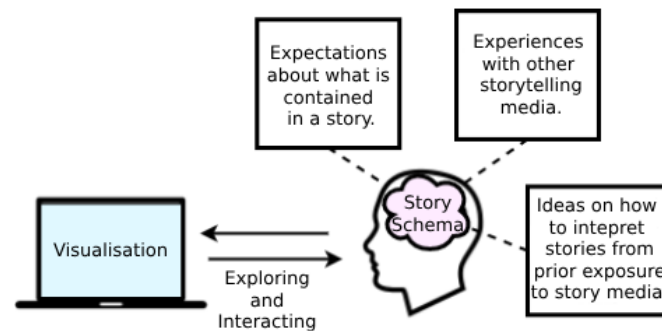 Expectations
about what is
contained
in a story.
Experiences
with other
storytelling
media.
Story
Schema
Ideas on how
to intepret
stories from
prior exposure
to story media
Visualisation
Exploring
and
Interacting